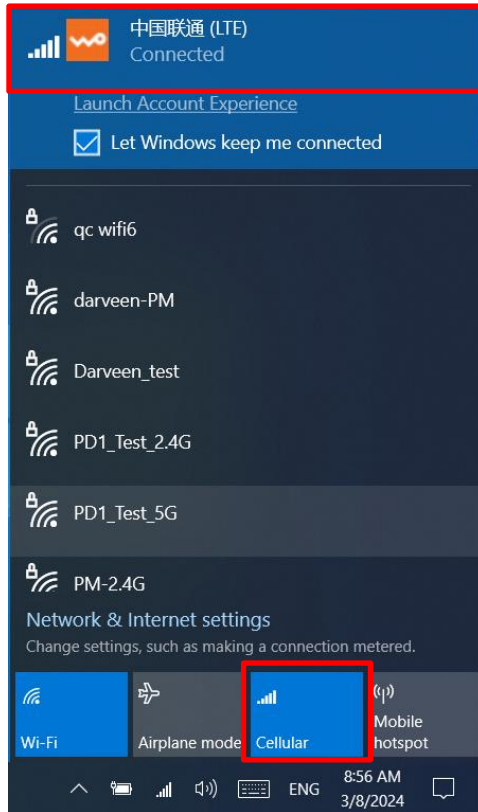 中国联通 (LTE)
Connected
Launch Account Experience
Let Windows keep me connected
qc wifi6
darveen-PM
Darveen_test
PD1_Test_2.4G
PD1_Test_5G
PM-2.4G
Network & Internet settings
Change settings, such as making a connection metered.
Wi-Fi
Airplane mode
Cellular
Mobile
hotspot
ENG
8:56 AM
3/8/2024